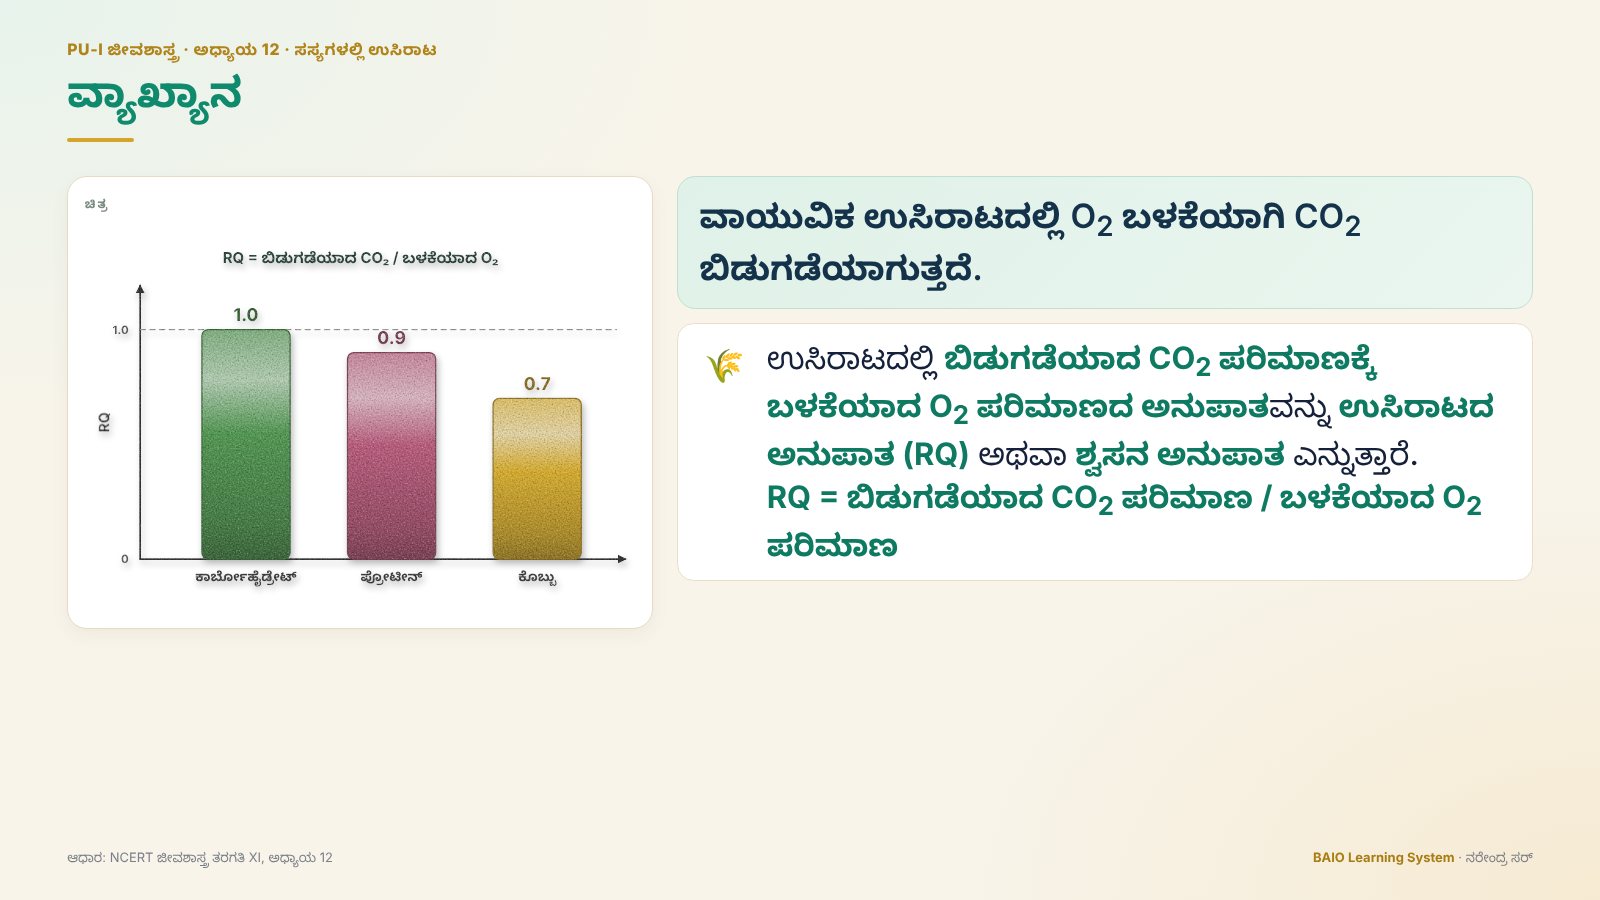 PU-I ಜೀವಶಾಸ್ತ್ರ · ಅಧ್ಯಾಯ 12 · ಸಸ್ಯಗಳಲ್ಲಿ ಉಸಿರಾಟ
ವ್ಯಾಖ್ಯಾನ
ಚಿತ್ರ
RQ = ಬಿಡುಗಡೆಯಾದ CO₂ / ಬಳಕೆಯಾದ O₂
1.0
1.0
0.9
0.7
RQ
0
ಕಾರ್ಬೋಹೈಡ್ರೇಟ್
ಪ್ರೋಟೀನ್
ಕೊಬ್ಬು
ವಾಯುವಿಕ ಉಸಿರಾಟದಲ್ಲಿ O₂ ಬಳಕೆಯಾಗಿ CO₂
ಬಿಡುಗಡೆಯಾಗುತ್ತದೆ.
ಉಸಿರಾಟದಲ್ಲಿ ಬಿಡುಗಡೆಯಾದ CO₂ ಪರಿಮಾಣಕ್ಕೆ
ಬಳಕೆಯಾದ O₂ ಪರಿಮಾಣದ ಅನುಪಾತವನ್ನು ಉಸಿರಾಟದ
ಅನುಪಾತ (RQ) ಅಥವಾ ಶ್ವಸನ ಅನುಪಾತ ಎನ್ನುತ್ತಾರೆ.
RQ = ಬಿಡುಗಡೆಯಾದ CO₂ ಪರಿಮಾಣ / ಬಳಕೆಯಾದ O₂
ಪರಿಮಾಣ
ಆಧಾರ: NCERT ಜೀವಶಾಸ್ತ್ರ ತರಗತಿ XI, ಅಧ್ಯಾಯ 12
BAIO Learning System · ನರೇಂದ್ರ ಸರ್